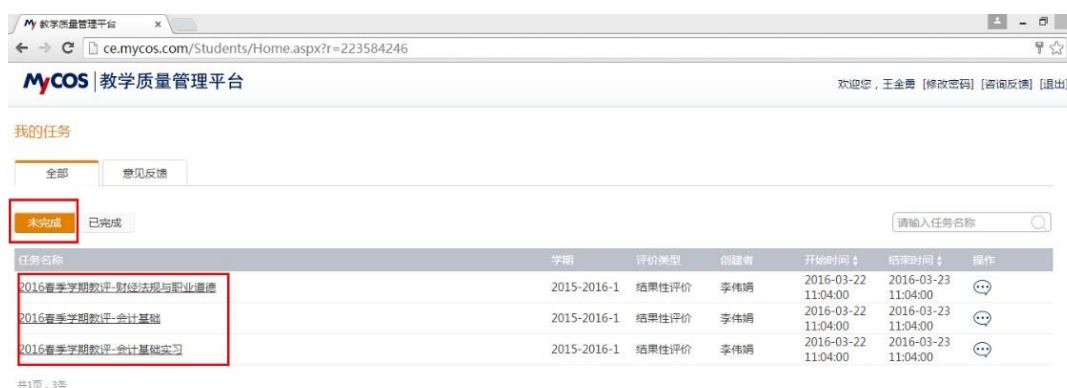 My 教学质量管理平台 x
ce.mycos.com/Students/Home.aspx?r=223584246
MyCOS 教学质量管理平台 欢迎您，王金勇 [修改密码] [咨询反馈] [退出]
我的任务
全部 意见反馈
未完成 已完成 请输入任务名称
任务名称 学期 评价类型 创建者 开始时间 结束时间 操作
2016春季学期教评-财经法规与职业道德 2015-2016-1 结果性评价 李伟娟 2016-03-22 11:04:00 2016-03-23 11:04:00
2016春季学期教评-会计基础 2015-2016-1 结果性评价 李伟娟 2016-03-22 11:04:00 2016-03-23 11:04:00
2016春季学期教评-会计基础实习 2015-2016-1 结果性评价 李伟娟 2016-03-22 11:04:00 2016-03-23 11:04:00
共1页，3条